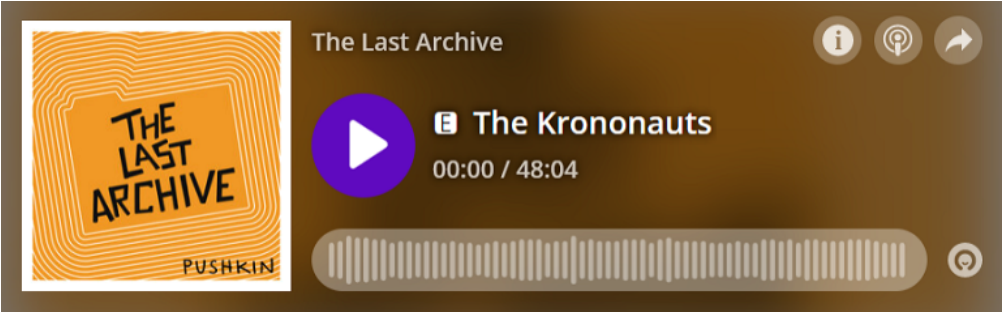 THE
LAST
ARCHIVE
PUSHKIN
The Last Archive
E The Krononauts
00:00 / 48:04